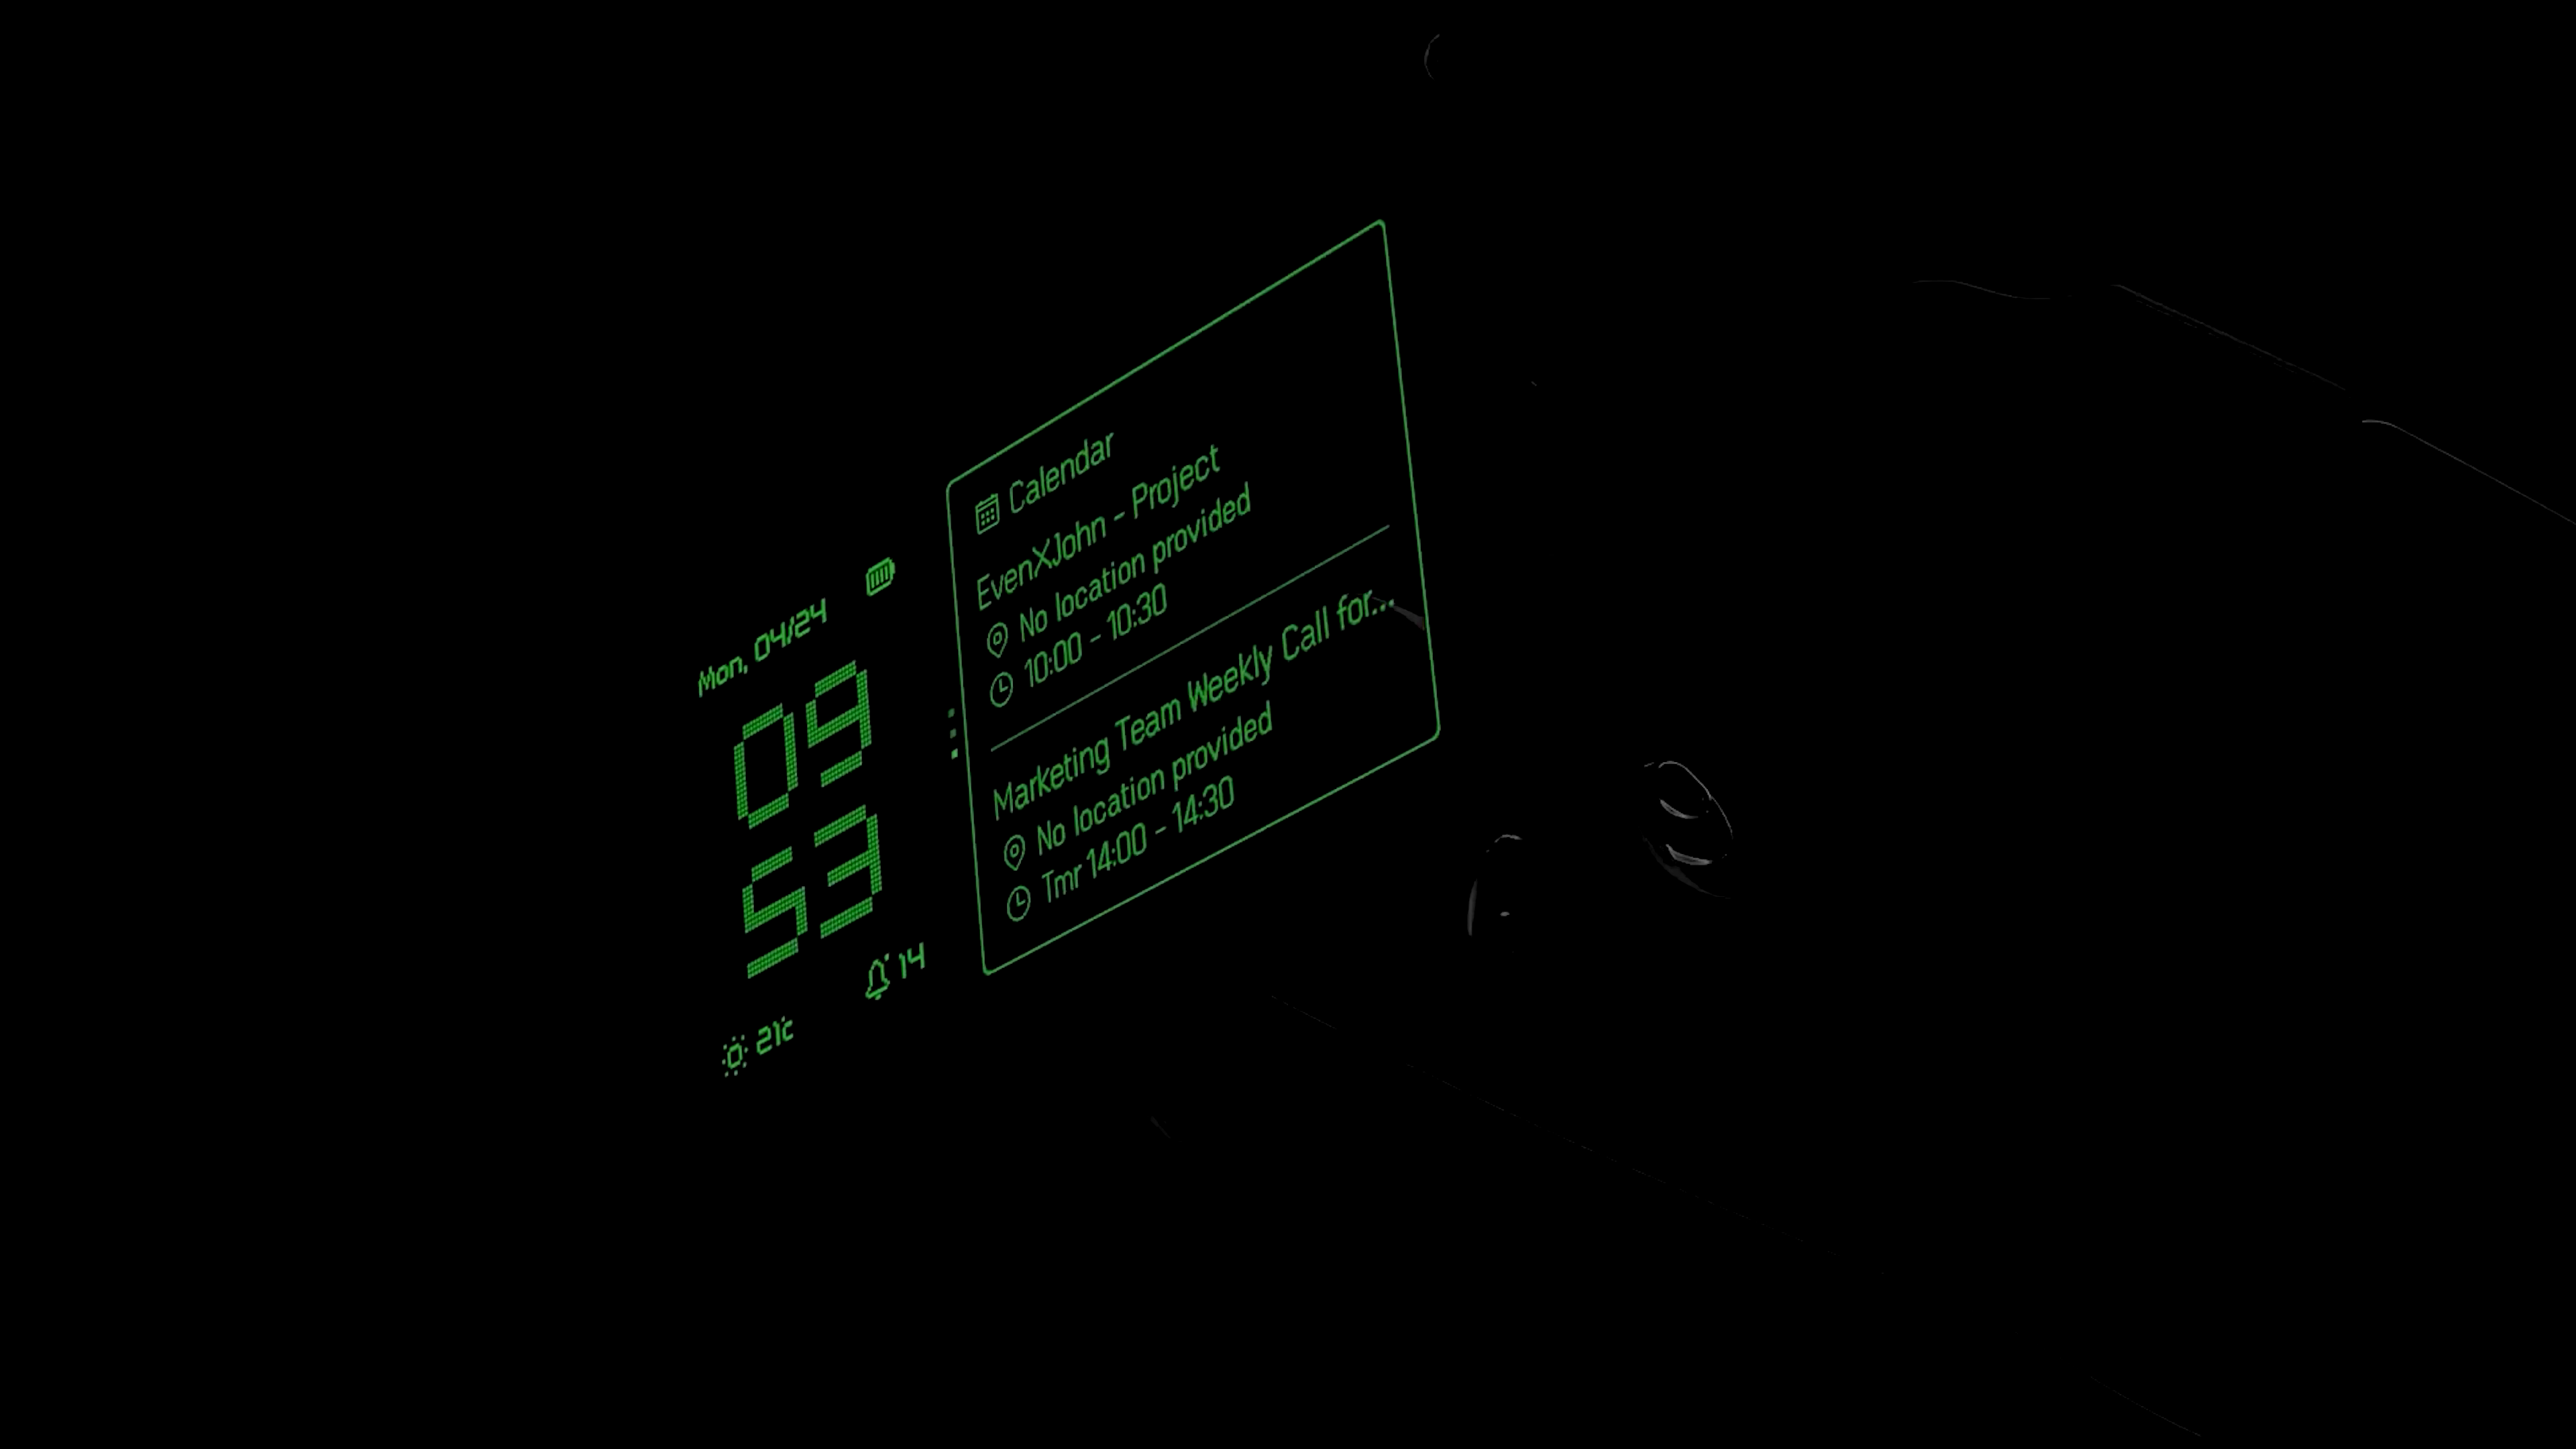 Mon, 04/24
09
53
14
21°c
Calendar
EvenXJohn - Project
No location provided
10:00 - 10:30
Marketing Team Weekly Call for...
No location provided
Tmr 14:00 - 14:30